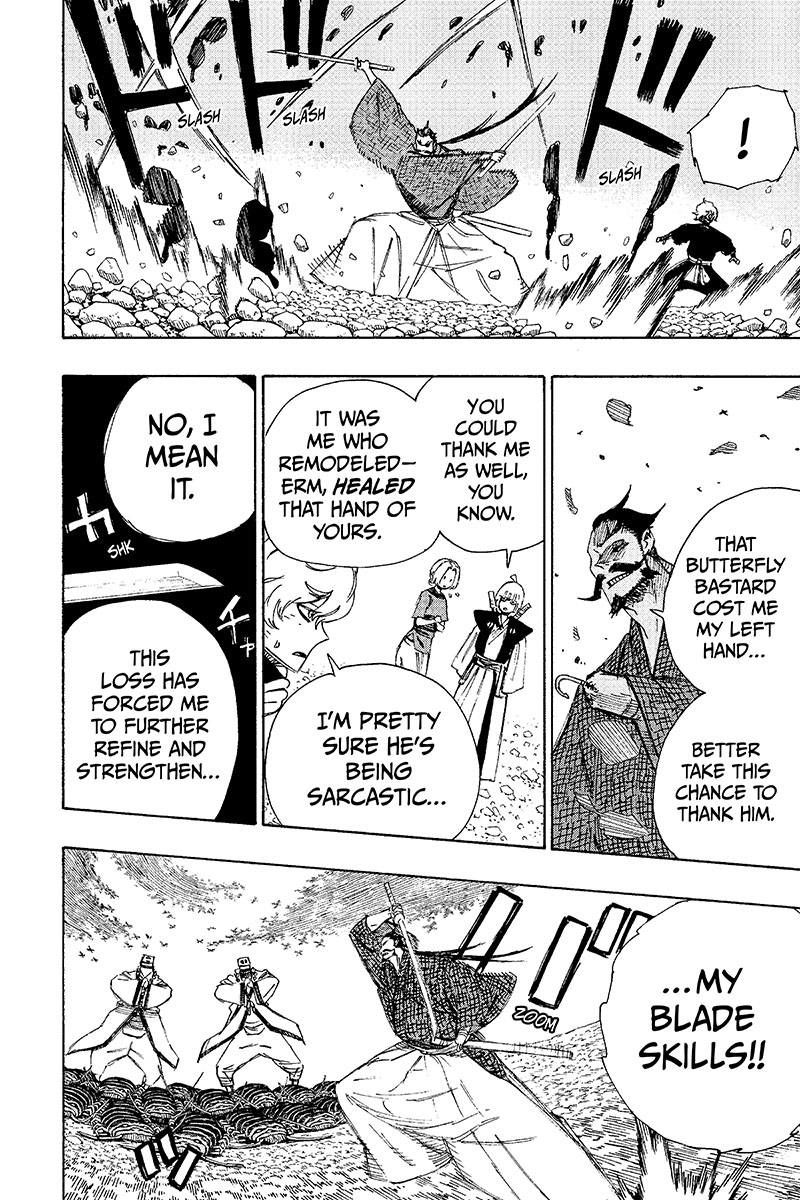 !
SLASH
SLASH
SLASH
ドドド
THAT
BUTTERFLY
BASTARD
COST ME
MY LEFT
HAND...
BETTER
TAKE THIS
CHANCE TO
THANK HIM.
YOU
COULD
THANK ME
AS WELL,
YOU
KNOW.
IT WAS
ME WHO
REMODELED—
ERM, HEALED
THAT HAND OF
YOURS.
I'M PRETTY
SURE HE'S
BEING
SARCASTIC...
NO, I
MEAN
IT.
SHK
チャ
THIS
LOSS HAS
FORCED ME
TO FURTHER
REFINE AND
STRENGTHEN...
...MY
BLADE
SKILLS!!
ZOOM